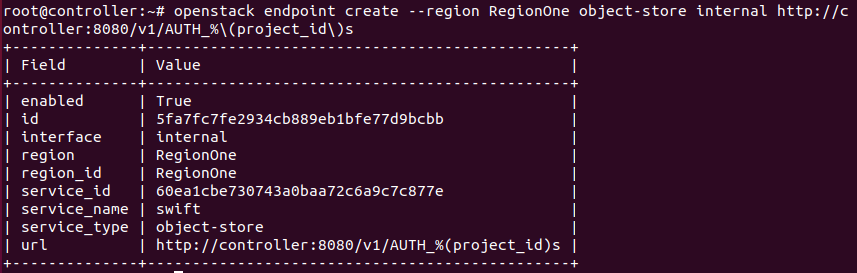 root@controller:~# openstack endpoint create --region RegionOne object-store internal http://c
ontroller:8080/v1/AUTH_%\(project_id\)s
+--------------+-----------------------------------------------+
| Field        | Value                                         |
+--------------+-----------------------------------------------+
| enabled      | True                                          |
| id           | 5fa7fc7fe2934cb889eb1bfe77d9bcbb              |
| interface    | internal                                      |
| region       | RegionOne                                     |
| region_id    | RegionOne                                     |
| service_id   | 60ea1cbe730743a0baa72c6a9c7c877e              |
| service_name | swift                                         |
| service_type | object-store                                  |
| url          | http://controller:8080/v1/AUTH_%(project_id)s |
+--------------+-----------------------------------------------+